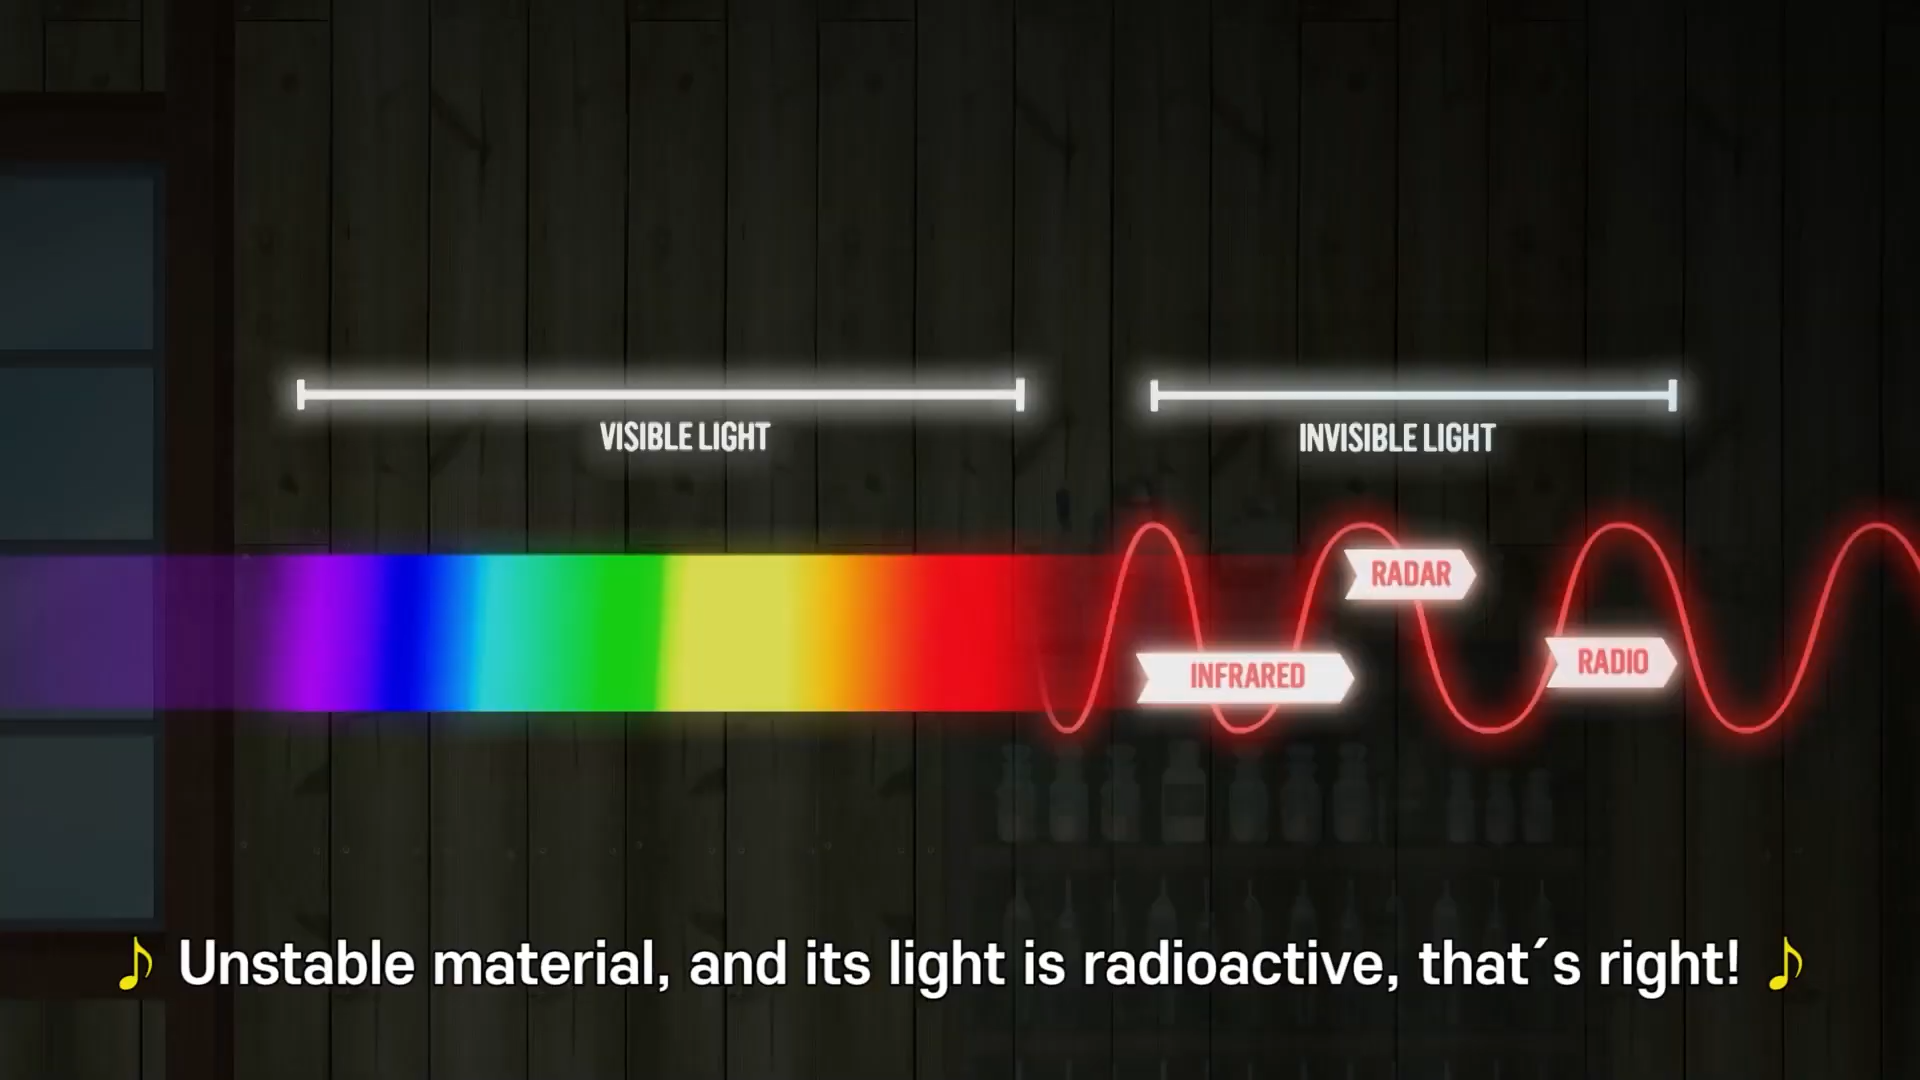 VISIBLE LIGHT
INVISIBLE LIGHT
RADAR
INFRARED
RADIO
♪ Unstable material, and its light is radioactive, that´s right! ♪